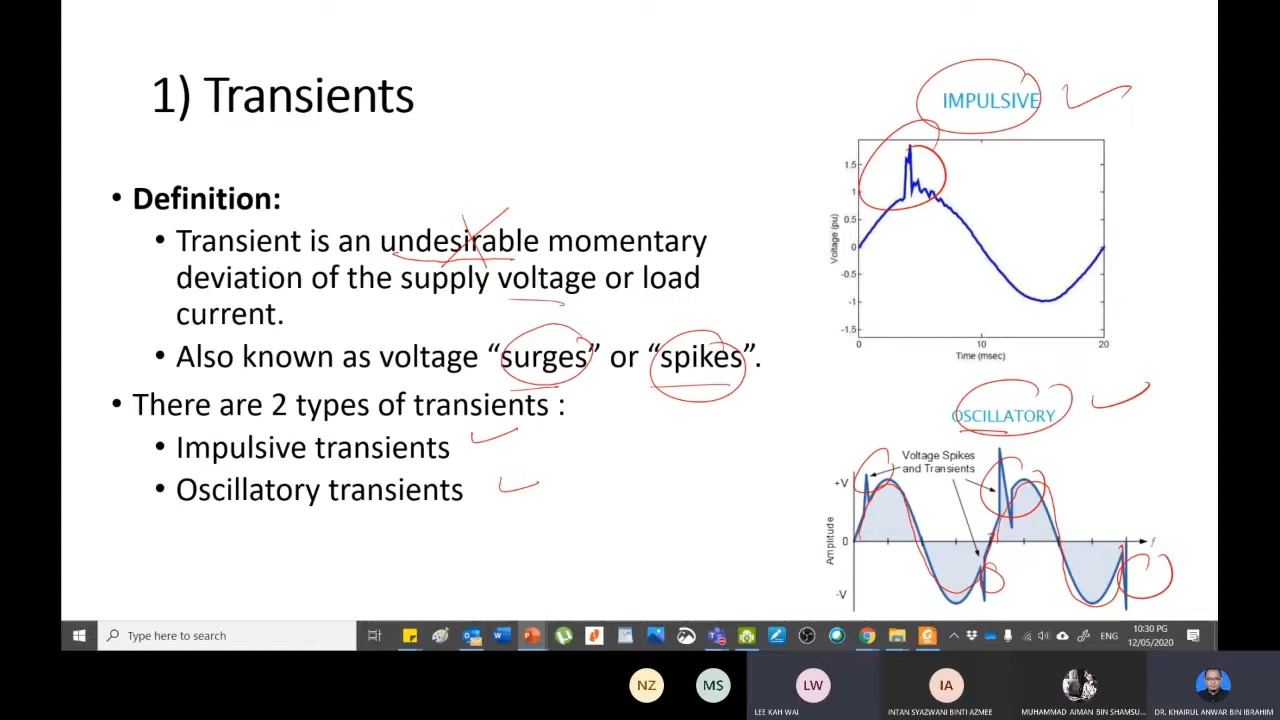 1) Transients
• Definition:
• Transient is an undesirable momentary
deviation of the supply voltage or load
current.
• Also known as voltage “surges” or “spikes”.
• There are 2 types of transients :
• Impulsive transients
• Oscillatory transients
IMPULSIVE
1.5
1
0.5
0
-0.5
-1
-1.5
Voltage (pu)
0 10 20
Time (msec)
OSCILLATORY
Voltage Spikes
and Transients
+V
0
-V
Amplitude
f
Type here to search
ENG
10:30 PG
12/05/2020
NZ
MS
LW
IA
LEE KAH WAI
INTAN SYAZWANI BINTI AZMEE
MUHAMMAD AIMAN BIN SHAMSU...
DR. KHAIRUL ANWAR BIN IBRAHIM